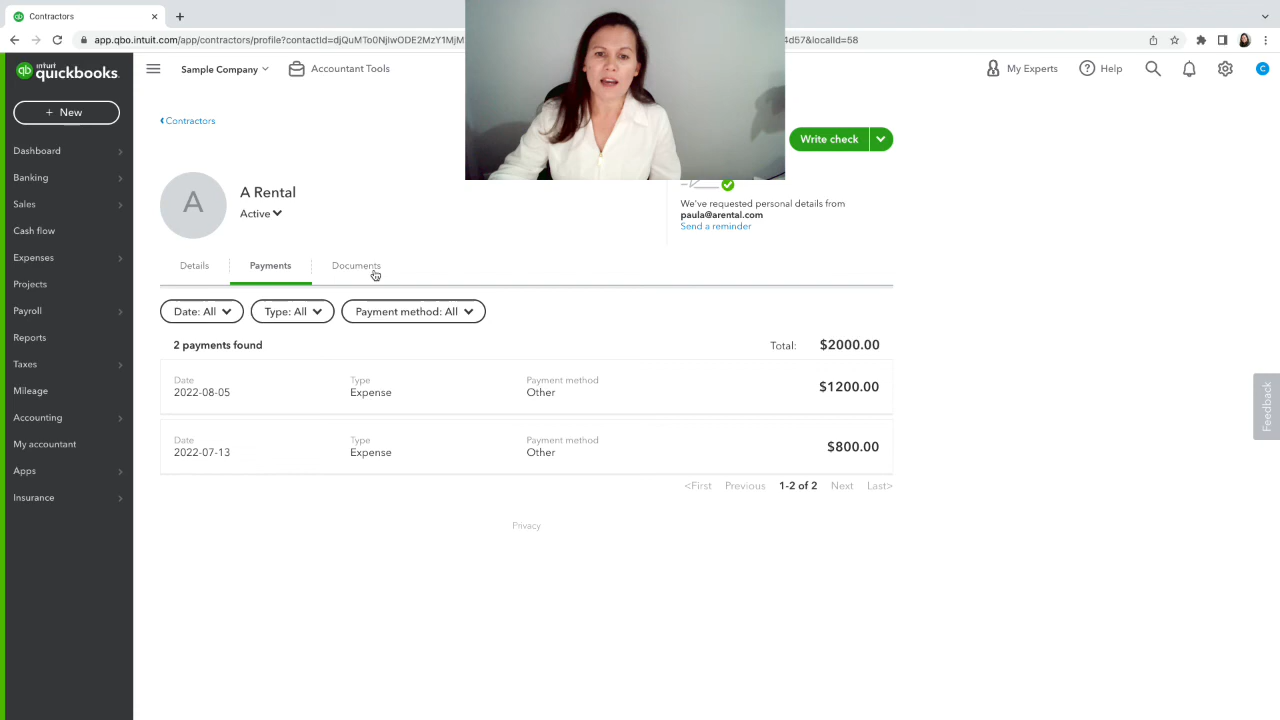 Contractors
app.qbo.intuit.com/app/contractors/profile?contactId=djQuMTo0NjIwODE2MzY1MjM
4d57&localId=58
intuit
quickbooks.
Sample Company
Accountant Tools
My Experts
Help
C
+ New
Dashboard
Banking
Sales
Cash flow
Expenses
Projects
Payroll
Reports
Taxes
Mileage
Accounting
My accountant
Apps
Insurance
Contractors
Write check
A
A Rental
Active
We've requested personal details from
paula@arental.com
Send a reminder
Details
Payments
Documents
Date: All
Type: All
Payment method: All
2 payments found
Total: $2000.00
Date
Type
Payment method
2022-08-05
Expense
Other
$1200.00
Date
Type
Payment method
2022-07-13
Expense
Other
$800.00
<First Previous 1-2 of 2 Next Last>
Privacy
Feedback